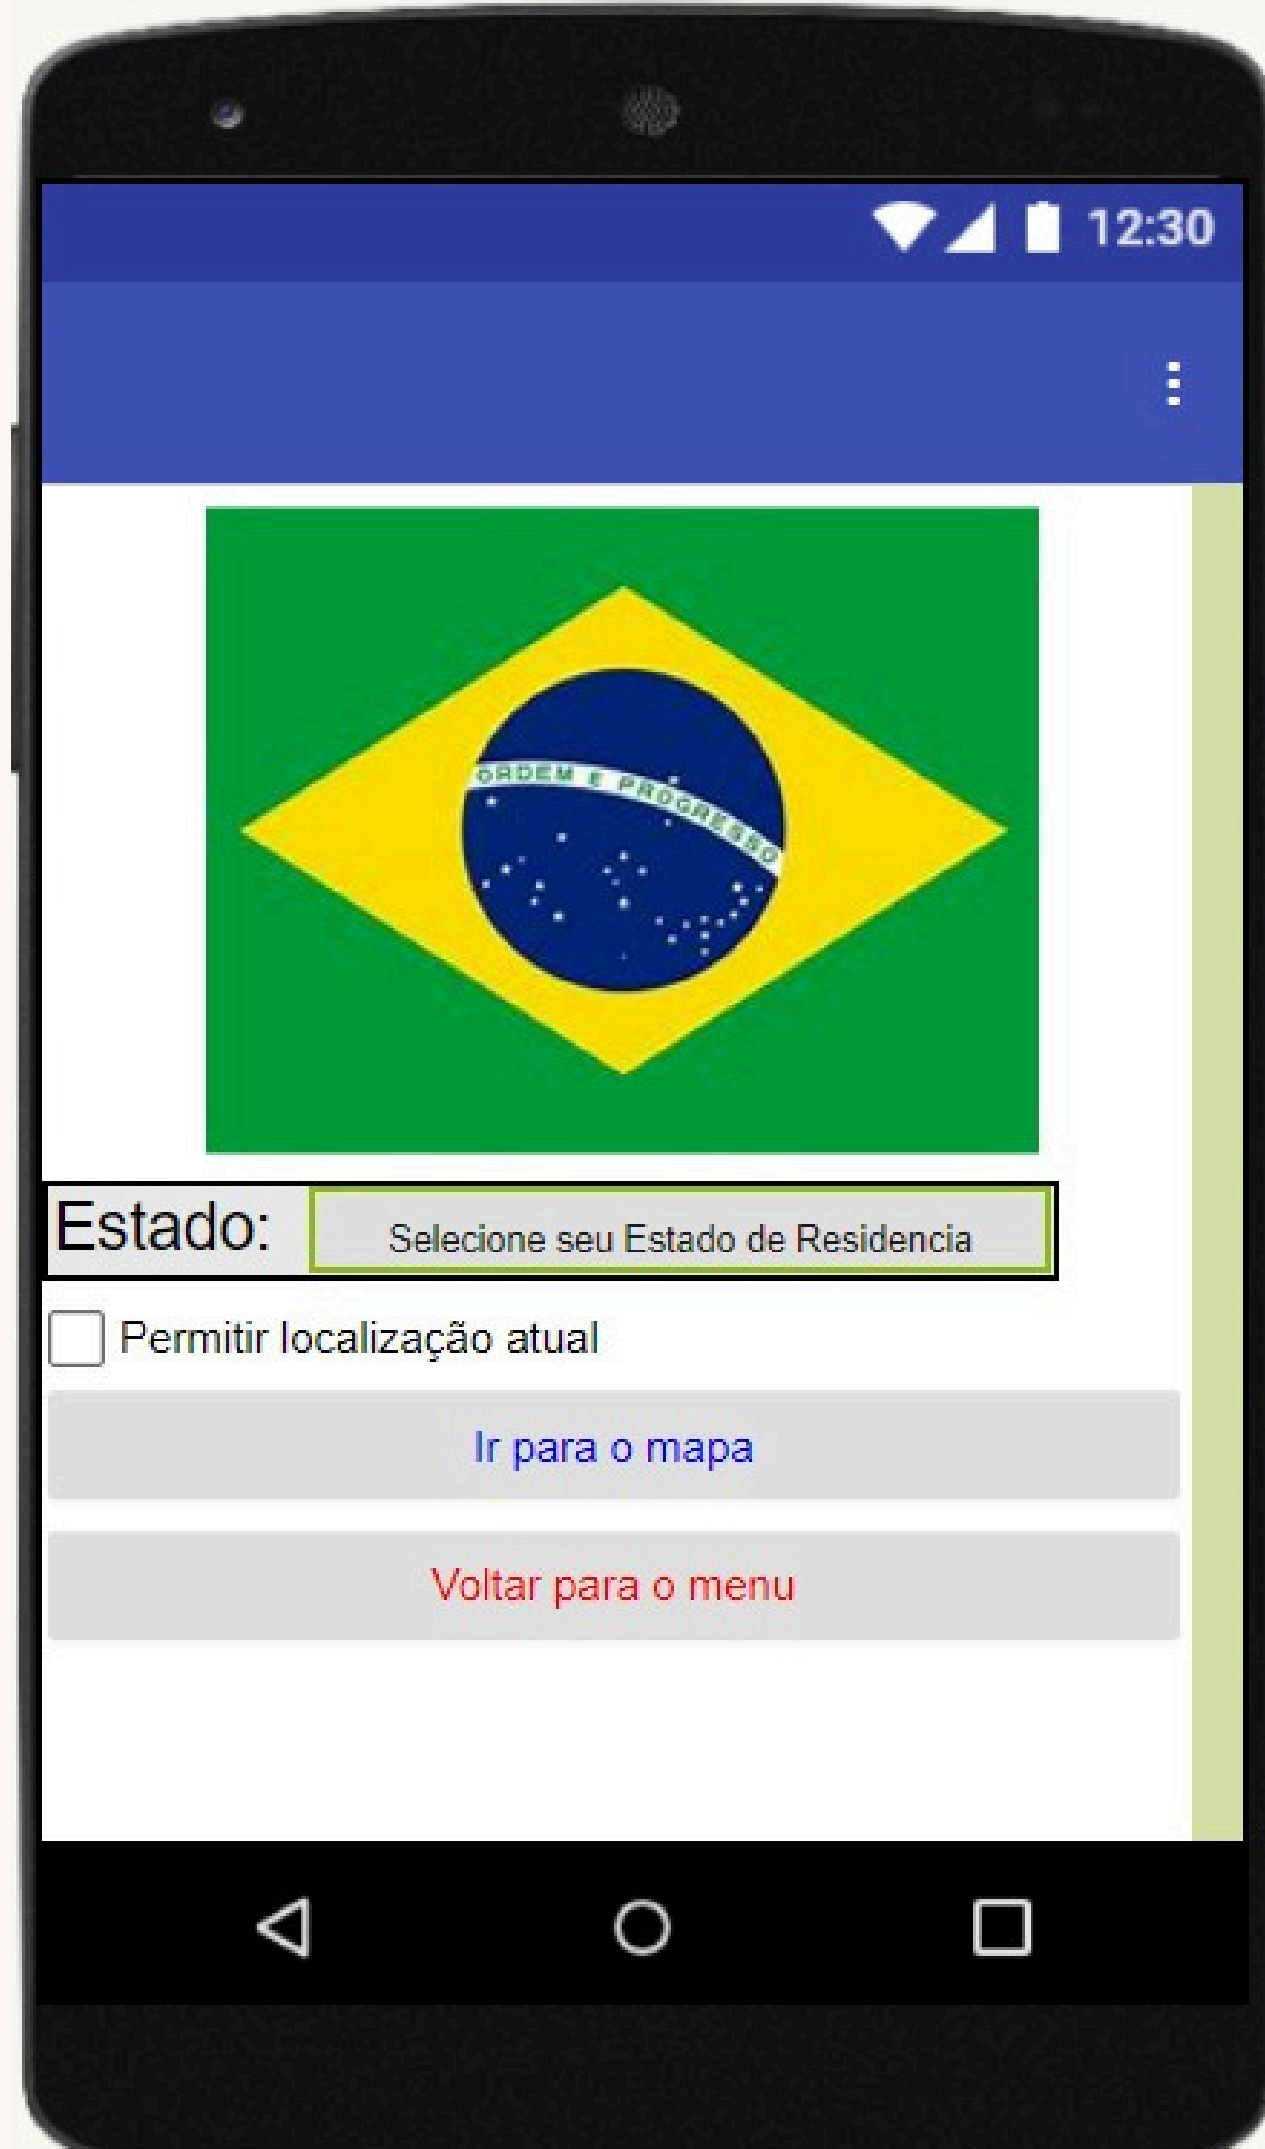 12:30
ORDEM E PROGRESSO
Estado:
Selecione seu Estado de Residencia
Permitir localização atual
Ir para o mapa
Voltar para o menu